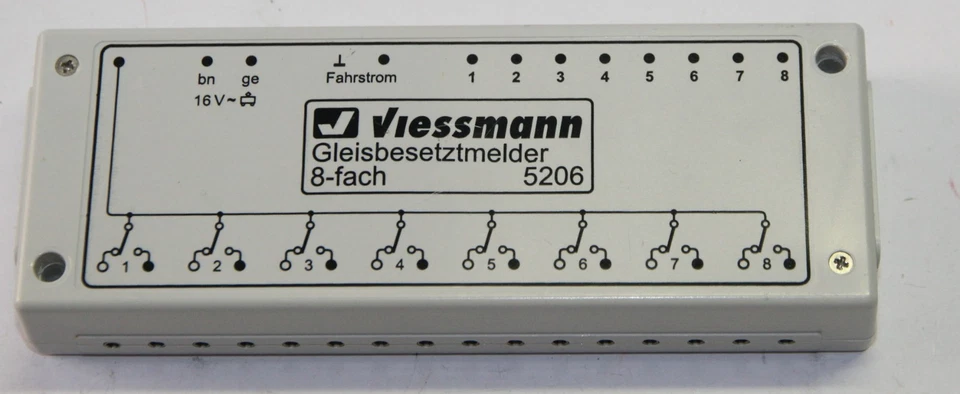 bn ge Fahrstrom 1 2 3 4 5 6 7 8
16 V~
Viessmann
Gleisbesetztmelder
8-fach 5206
1 2 3 4 5 6 7 8